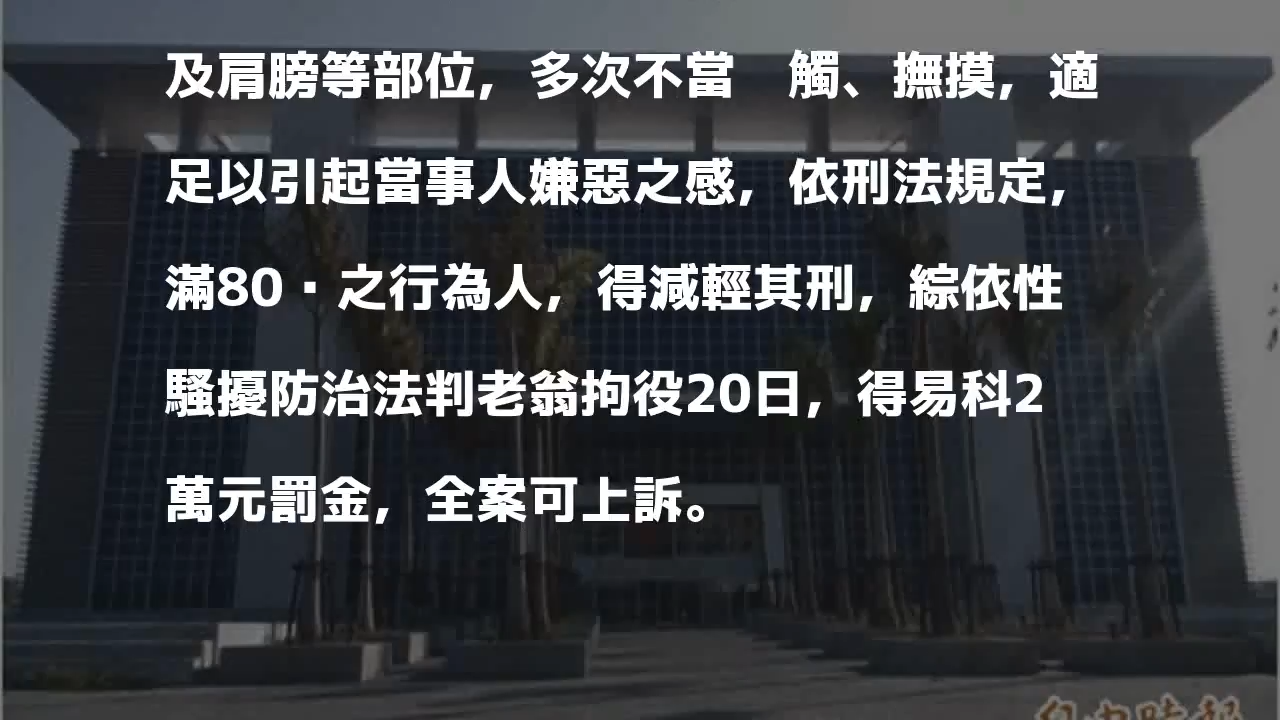 及肩膀等部位，多次不當　觸、撫摸，適
足以引起當事人嫌惡之感，依刑法規定，
滿80．之行為人，得減輕其刑，綜依性
騷擾防治法判老翁拘役20日，得易科2
萬元罰金，全案可上訴。